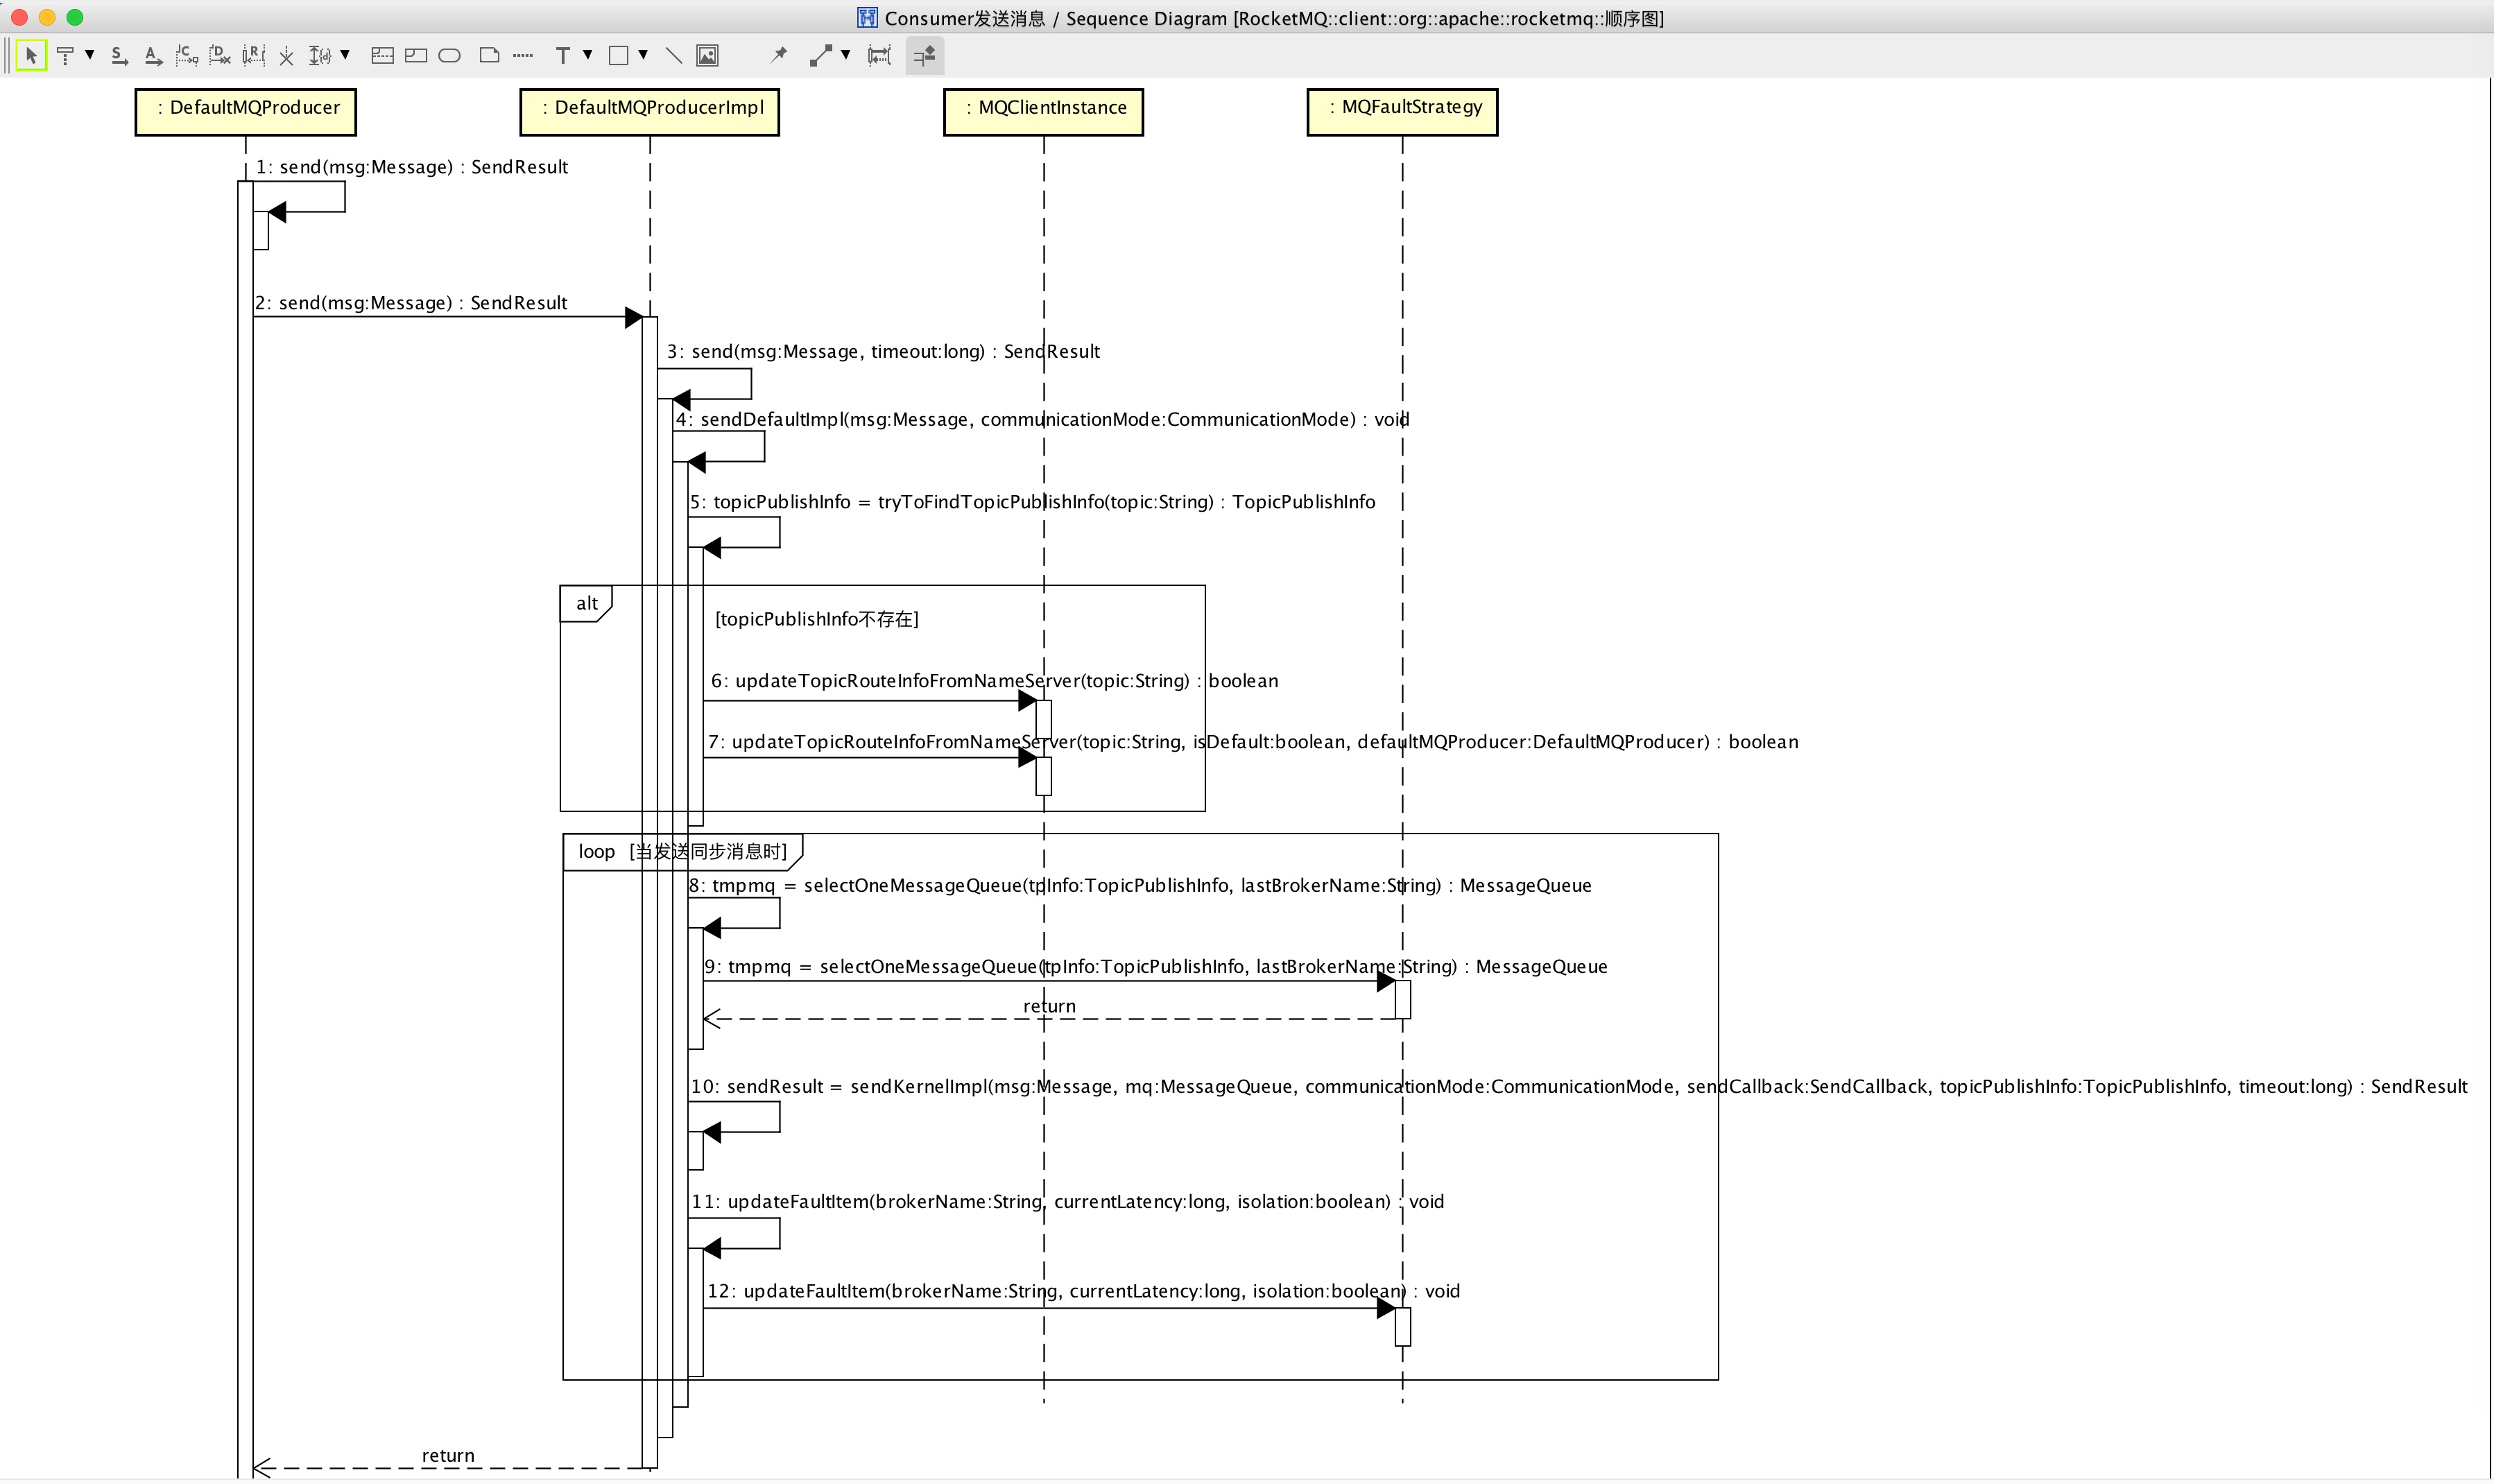 Consumer发送消息 / Sequence Diagram [RocketMQ::client::org::apache::rocketmq::顺序图]
: DefaultMQProducer
: DefaultMQProducerImpl
: MQClientInstance
: MQFaultStrategy
1: send(msg:Message) : SendResult
2: send(msg:Message) : SendResult
3: send(msg:Message, timeout:long) : SendResult
4: sendDefaultImpl(msg:Message, communicationMode:CommunicationMode) : void
5: topicPublishInfo = tryToFindTopicPublishInfo(topic:String) : TopicPublishInfo
alt
[topicPublishInfo不存在]
6: updateTopicRouteInfoFromNameServer(topic:String) : boolean
7: updateTopicRouteInfoFromNameServer(topic:String, isDefault:boolean, defaultMQProducer:DefaultMQProducer) : boolean
loop [当发送同步消息时]
8: tmpmq = selectOneMessageQueue(tpInfo:TopicPublishInfo, lastBrokerName:String) : MessageQueue
9: tmpmq = selectOneMessageQueue(tpInfo:TopicPublishInfo, lastBrokerName:String) : MessageQueue
return
10: sendResult = sendKernelImpl(msg:Message, mq:MessageQueue, communicationMode:CommunicationMode, sendCallback:SendCallback, topicPublishInfo:TopicPublishInfo, timeout:long) : SendResult
11: updateFaultItem(brokerName:String, currentLatency:long, isolation:boolean) : void
12: updateFaultItem(brokerName:String, currentLatency:long, isolation:boolean) : void
return